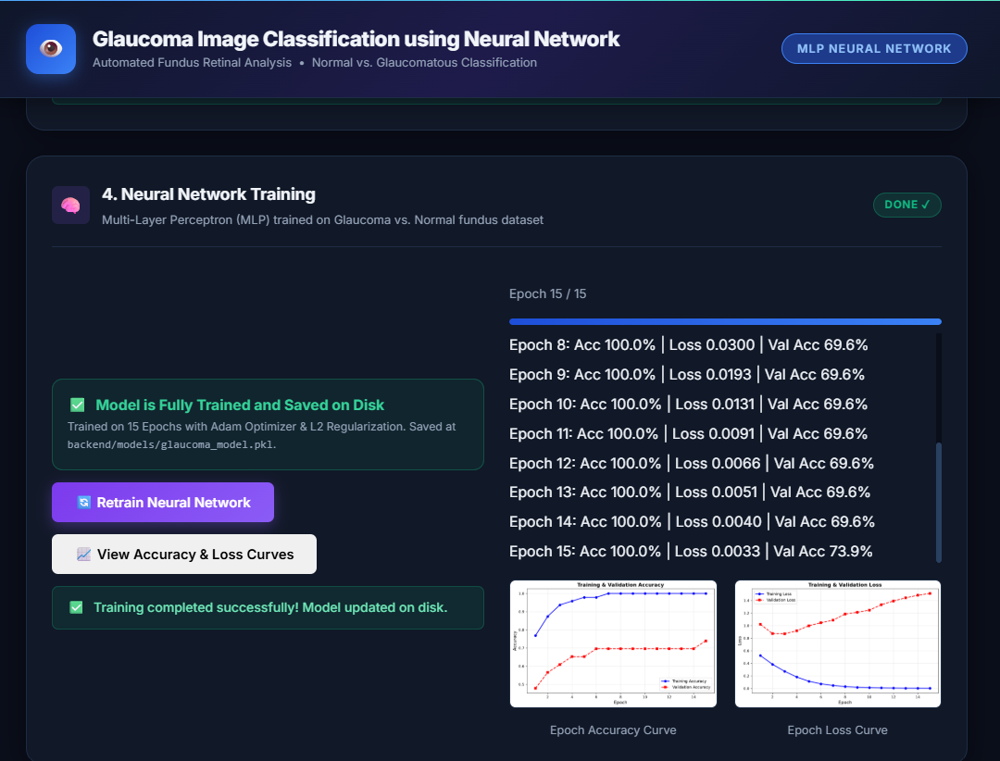 Glaucoma Image Classification using Neural Network
Automated Fundus Retinal Analysis • Normal vs. Glaucomatous Classification
MLP NEURAL NETWORK
4. Neural Network Training
Multi-Layer Perceptron (MLP) trained on Glaucoma vs. Normal fundus dataset
DONE ✓
Model is Fully Trained and Saved on Disk
Trained on 15 Epochs with Adam Optimizer & L2 Regularization. Saved at
backend/models/glaucoma_model.pkl.
Retrain Neural Network
View Accuracy & Loss Curves
Training completed successfully! Model updated on disk.
Epoch 15 / 15
Epoch 8: Acc 100.0% | Loss 0.0300 | Val Acc 69.6%
Epoch 9: Acc 100.0% | Loss 0.0193 | Val Acc 69.6%
Epoch 10: Acc 100.0% | Loss 0.0131 | Val Acc 69.6%
Epoch 11: Acc 100.0% | Loss 0.0091 | Val Acc 69.6%
Epoch 12: Acc 100.0% | Loss 0.0066 | Val Acc 69.6%
Epoch 13: Acc 100.0% | Loss 0.0051 | Val Acc 69.6%
Epoch 14: Acc 100.0% | Loss 0.0040 | Val Acc 69.6%
Epoch 15: Acc 100.0% | Loss 0.0033 | Val Acc 73.9%
Training & Validation Accuracy
1.0
0.9
0.8
0.7
0.6
0.5
Accuracy
Training Accuracy
Validation Accuracy
2 4 6 8 10 12 14
Epoch
Epoch Accuracy Curve
Training & Validation Loss
Training Loss
Validation Loss
1.4
1.2
1.0
0.8
0.6
0.4
0.2
0.0
Loss
2 4 6 8 10 12 14
Epoch
Epoch Loss Curve